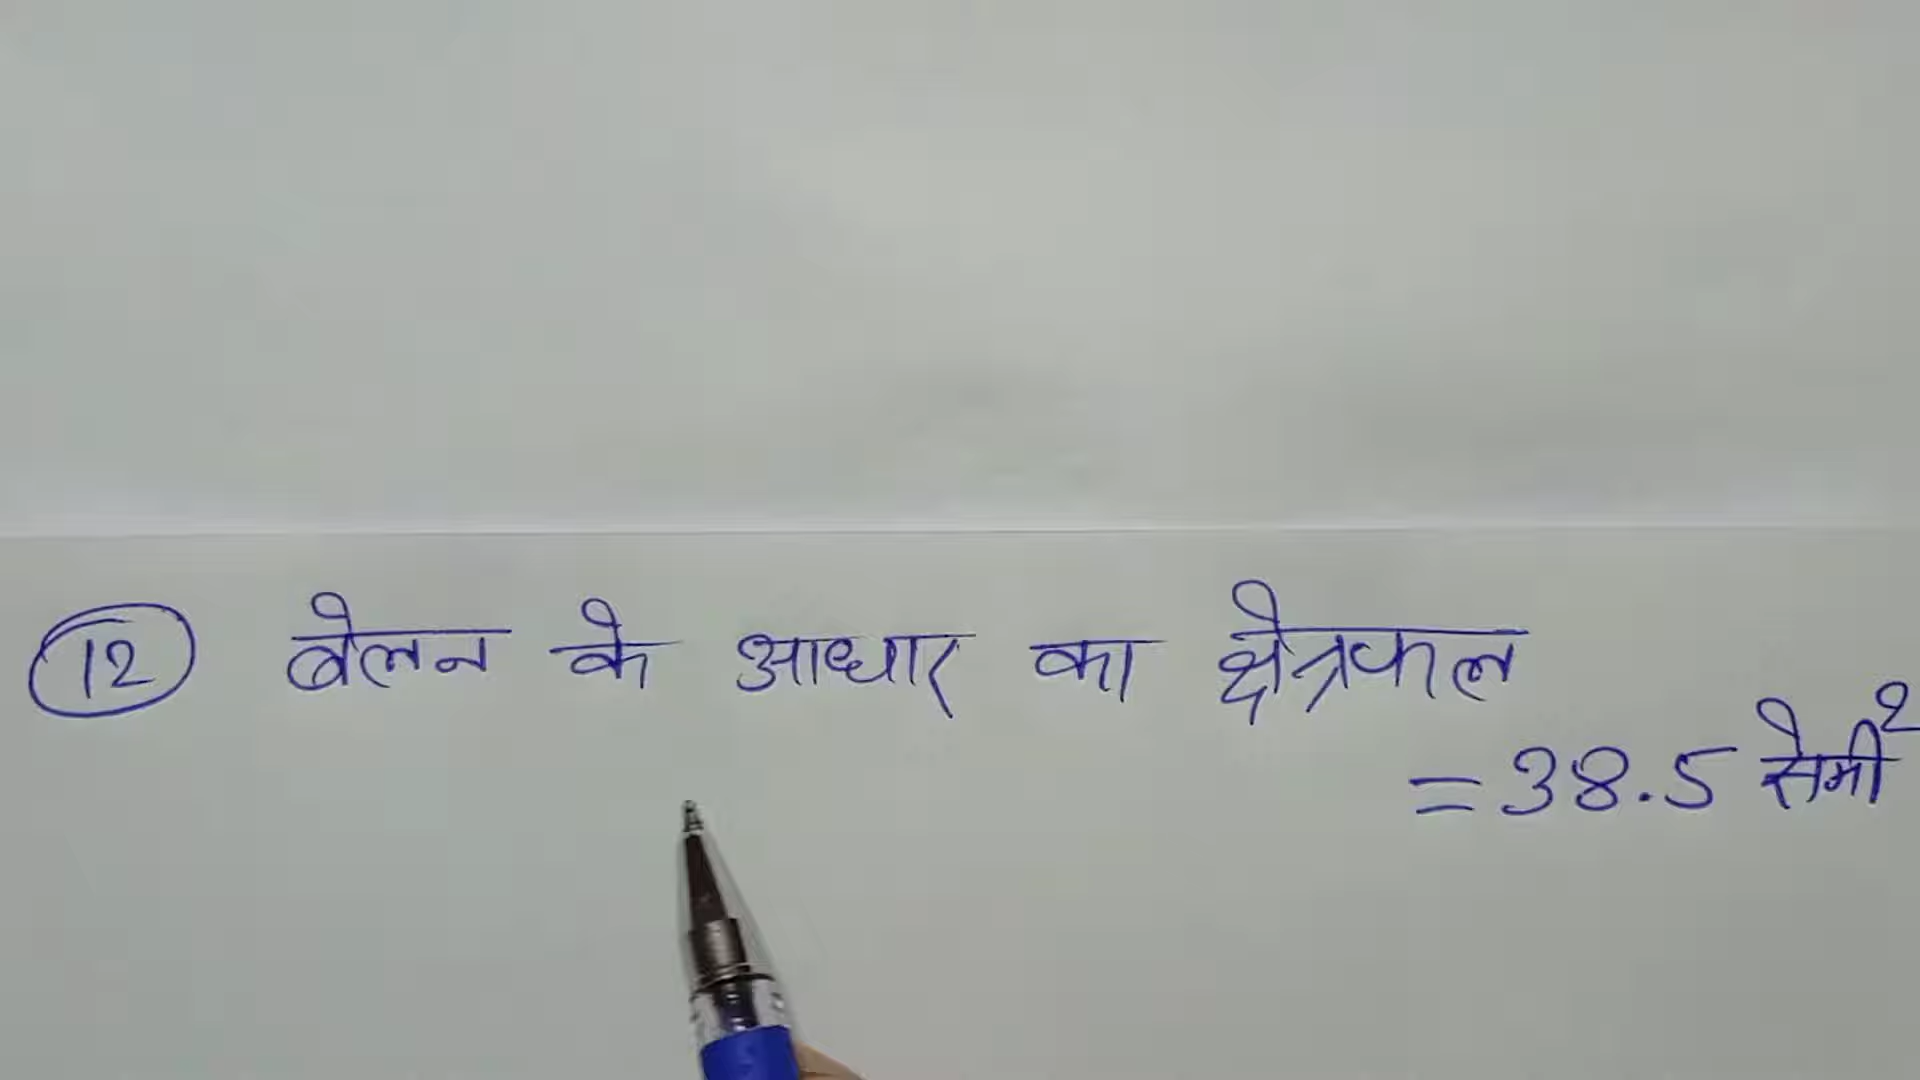 12 बेलन के आधार का क्षेत्रफल
= 38.5 सेमी²